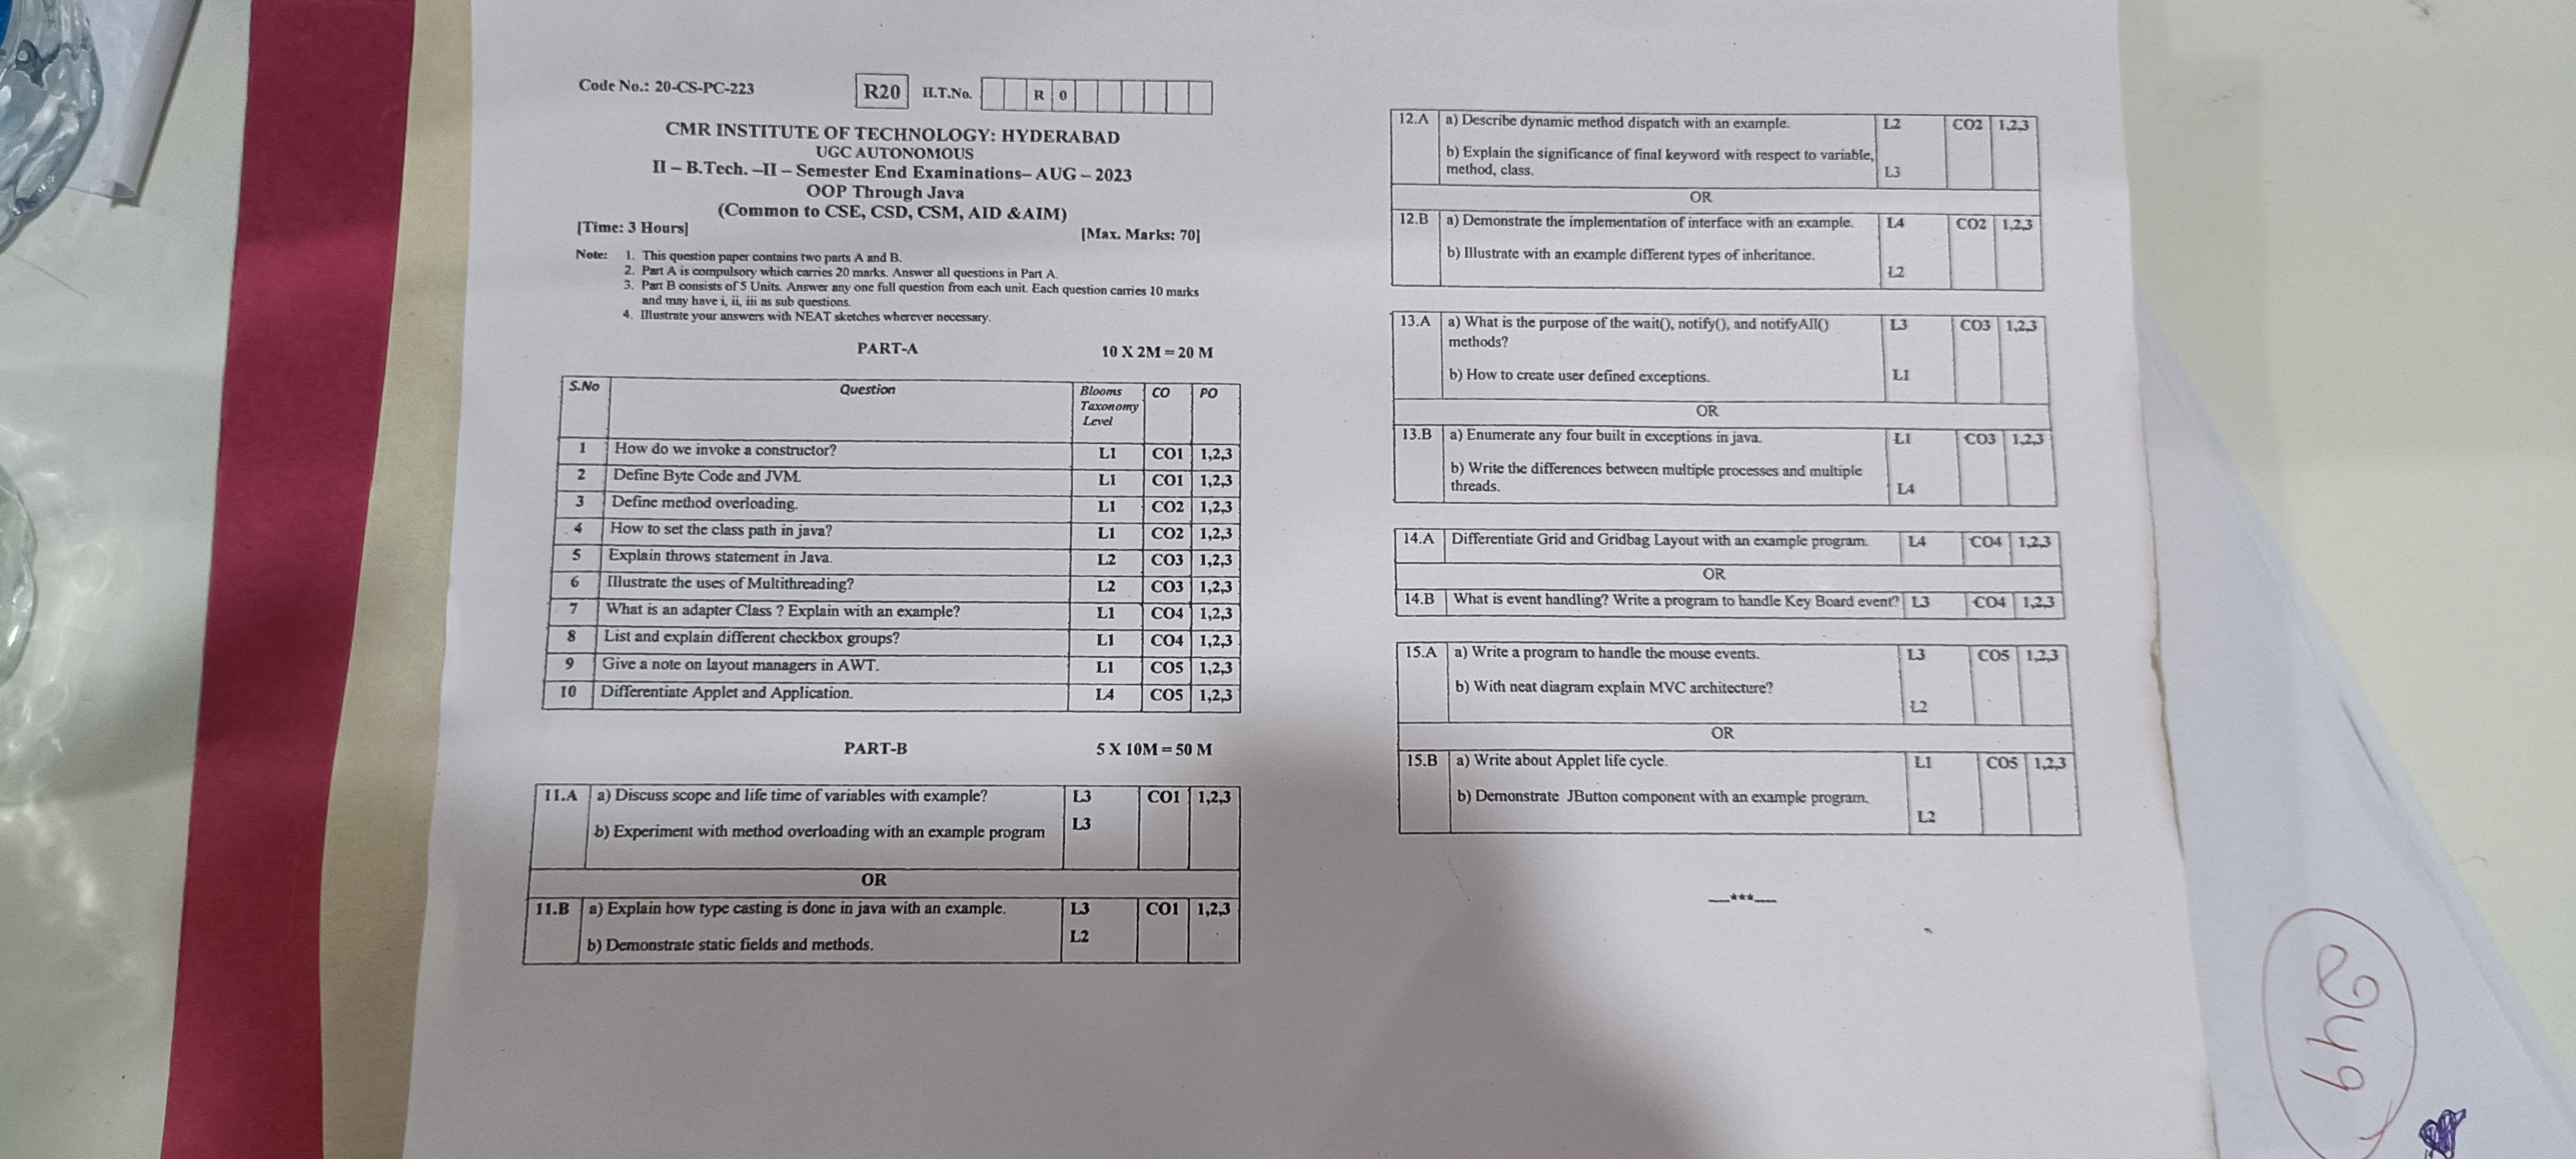 Code No.: 20-CS-PC-223 R20 H.T.No. R 0
CMR INSTITUTE OF TECHNOLOGY: HYDERABAD
UGC AUTONOMOUS
II – B.Tech. –II – Semester End Examinations– AUG – 2023
OOP Through Java
(Common to CSE, CSD, CSM, AID &AIM)
[Time: 3 Hours] [Max. Marks: 70]
Note: 1. This question paper contains two parts A and B.
2. Part A is compulsory which carries 20 marks. Answer all questions in Part A.
3. Part B consists of 5 Units. Answer any one full question from each unit. Each question carries 10 marks
and may have i, ii, iii as sub questions.
4. Illustrate your answers with NEAT sketches wherever necessary.
PART-A 10 X 2M = 20 M
S.No Question Blooms CO PO
Taxonomy
Level
1 How do we invoke a constructor? L1 CO1 1,2,3
2 Define Byte Code and JVM. L1 CO1 1,2,3
3 Define method overloading. L1 CO2 1,2,3
4 How to set the class path in java? L1 CO2 1,2,3
5 Explain throws statement in Java. L2 CO3 1,2,3
6 Illustrate the uses of Multithreading? L2 CO3 1,2,3
7 What is an adapter Class ? Explain with an example? L1 CO4 1,2,3
8 List and explain different checkbox groups? L1 CO4 1,2,3
9 Give a note on layout managers in AWT. L1 CO5 1,2,3
10 Differentiate Applet and Application. L4 CO5 1,2,3
PART-B 5 X 10M = 50 M
11.A a) Discuss scope and life time of variables with example? L3 CO1 1,2,3
b) Experiment with method overloading with an example program L3
OR
11.B a) Explain how type casting is done in java with an example. L3 CO1 1,2,3
b) Demonstrate static fields and methods. L2
12.A a) Describe dynamic method dispatch with an example. L2 CO2 1,2,3
b) Explain the significance of final keyword with respect to variable,
method, class. L3
OR
12.B a) Demonstrate the implementation of interface with an example. L4 CO2 1,2,3
b) Illustrate with an example different types of inheritance.
L2
13.A a) What is the purpose of the wait(), notify(), and notifyAll() L3 CO3 1,2,3
methods?
b) How to create user defined exceptions. L1
OR
13.B a) Enumerate any four built in exceptions in java. L1 CO3 1,2,3
b) Write the differences between multiple processes and multiple
threads. L4
14.A Differentiate Grid and Gridbag Layout with an example program. L4 CO4 1,2,3
OR
14.B What is event handling? Write a program to handle Key Board event? L3 CO4 1,2,3
15.A a) Write a program to handle the mouse events. L3 CO5 1,2,3
b) With neat diagram explain MVC architecture?
L2
OR
15.B a) Write about Applet life cycle. L1 CO5 1,2,3
b) Demonstrate JButton component with an example program.
L2
__***__
249